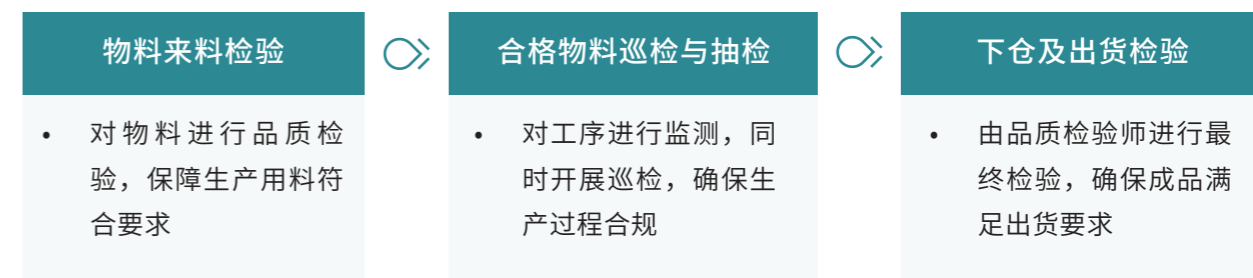 物料来料检验
• 对物料进行品质检
验，保障生产用料符
合要求
合格物料巡检与抽检
• 对工序进行监测，同
时开展巡检，确保生
产过程合规
下仓及出货检验
• 由品质检验师进行最
终检验，确保成品满
足出货要求